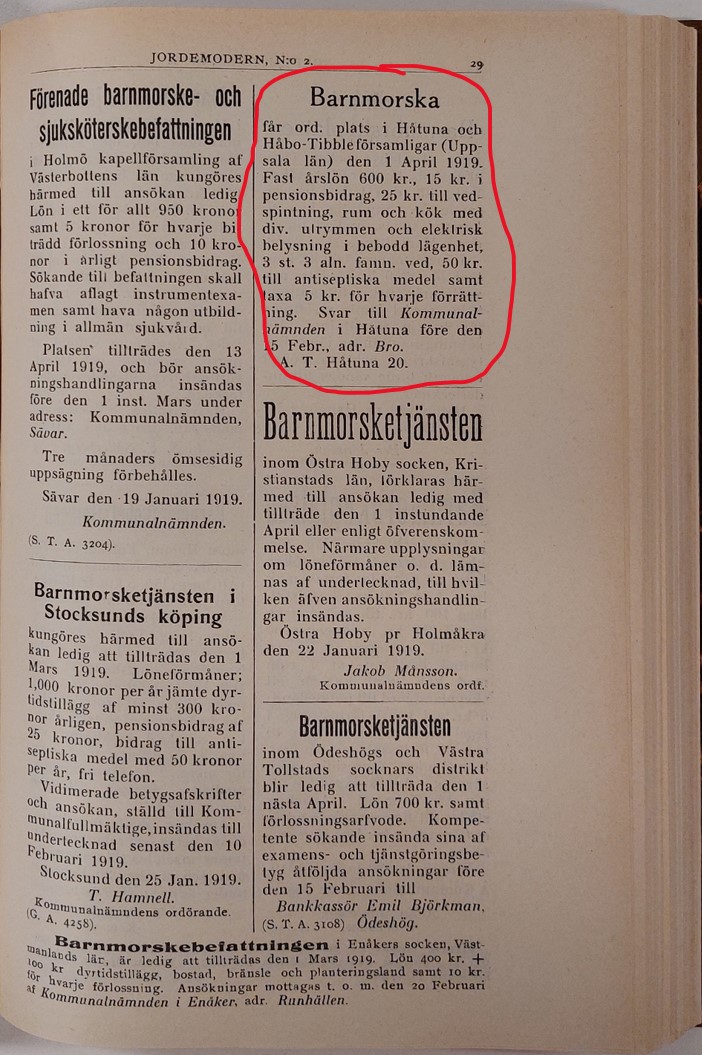 JORDEMODERN, N:o 2.
29
Förenade barnmorske- och
sjuksköterskebefattningen
i Holmö kapellförsamling af
Västerbottens län kungöres
härmed till ansökan ledig.
Lön i ett för allt 950 kronor
samt 5 kronor för hvarje bi-
trädd förlossning och 10 kro-
nor i årligt pensionsbidrag.
Sökande till befattningen skall
hafva aflagt instrumentexa-
men samt hava någon utbild-
ning i allmän sjukvård.
Platsen tillträdes den 13
April 1919, och bör ansök-
ningshandlingarna insändas
före den 1 inst. Mars under
adress: Kommunalnämnden,
Sävar.
Tre månaders ömsesidig
uppsägning förbehålles.
Sävar den 19 Januari 1919.
Kommunalnämnden.
(S. T. A. 3204).
Barnmorsketjänsten i
Stocksunds köping
kungöres härmed till ansö-
kan ledig att tillträdas den 1
Mars 1919. Löneförmåner;
1,000 kronor per år jämte dyr-
tidstillägg af minst 300 kro-
nor årligen, pensionsbidrag af
25 kronor, bidrag till anti-
septiska medel med 50 kronor
per år, fri telefon.
Vidimerade betygsafskrifter
och ansökan, ställd till Kom-
munalfullmäktige, insändas till
undertecknad senast den 10
Februari 1919.
Stocksund den 25 Jan. 1919.
T. Hamnell.
Kommunalnämndens ordörande.
(G. A. 4258).
Barnmorska
får ord. plats i Håtuna och
Håbo-Tibble församligar (Upp-
sala län) den 1 April 1919.
Fast årslön 600 kr., 15 kr. i
pensionsbidrag, 25 kr. till ved-
spintning, rum och kök med
div. utrymmen och elektrisk
belysning i bebodd lägenhet,
3 st. 3 aln. famn. ved, 50 kr.
till antiseptiska medel samt
taxa 5 kr. för hvarje förrätt-
ning. Svar till Kommunal-
nämnden i Håtuna före den
15 Febr., adr. Bro.
A. T. Håtuna 20.
Barnmorsketjänsten
inom Östra Hoby socken, Kri-
stianstads län, förklaras här-
med till ansökan ledig med
tillträde den 1 instundande
April eller enligt öfverenskom-
melse. Närmare upplysningar
om löneförmåner o. d. läm-
nas af undertecknad, till hvil-
ken äfven ansökningshandlin-
gar insändas.
Östra Hoby pr Holmåkra
den 22 Januari 1919.
Jakob Månsson.
Kommunalnämndens ordf.
Barnmorsketjänsten
inom Ödeshögs och Västra
Tollstads socknars distrikt
blir ledig att tillträda den 1
nästa April. Lön 700 kr. samt
förlossningsarfvode. Kompe-
tente sökande insända sina af
examens- och tjänstgöringsbe-
tyg åtföljda ansökningar före
den 15 Februari till
Bankkassör Emil Björkman,
(S. T. A. 3108) Ödeshög.
Barnmorskebefattningen i Enåkers socken, Väst-
manlands län, är ledig att tillträdas den 1 Mars 1919. Lön 400 kr. +
100 kr dyrtidstillägg, bostad, bränsle och planteringsland samt 10 kr.
för hvarje förlossning. Ansökningar mottagas t. o. m. den 20 Februari
af Kommunalnämnden i Enåker, adr. Runhällen.